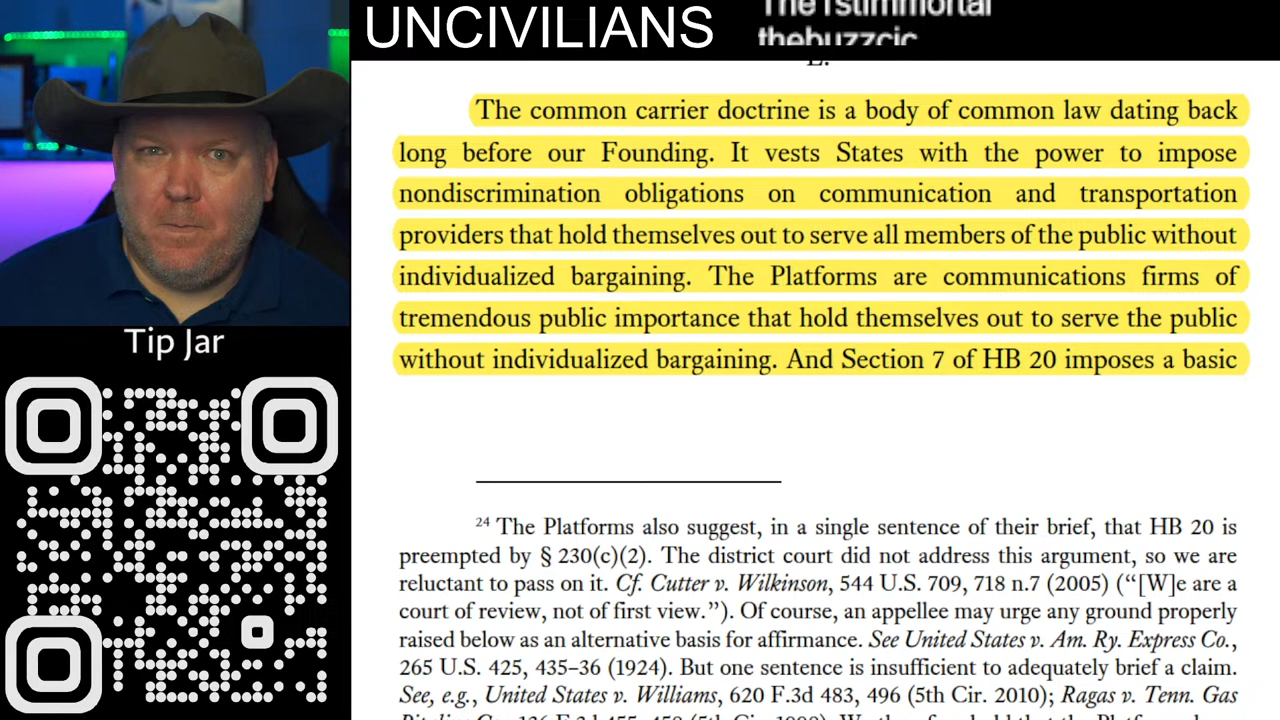 UNCIVILIANS
The1stImmortal
thebuzzcic
Tip Jar
E.
The common carrier doctrine is a body of common law dating back
long before our Founding. It vests States with the power to impose
nondiscrimination obligations on communication and transportation
providers that hold themselves out to serve all members of the public without
individualized bargaining. The Platforms are communications firms of
tremendous public importance that hold themselves out to serve the public
without individualized bargaining. And Section 7 of HB 20 imposes a basic
24 The Platforms also suggest, in a single sentence of their brief, that HB 20 is
preempted by § 230(c)(2). The district court did not address this argument, so we are
reluctant to pass on it. Cf. Cutter v. Wilkinson, 544 U.S. 709, 718 n.7 (2005) (“[W]e are a
court of review, not of first view.”). Of course, an appellee may urge any ground properly
raised below as an alternative basis for affirmance. See United States v. Am. Ry. Express Co.,
265 U.S. 425, 435–36 (1924). But one sentence is insufficient to adequately brief a claim.
See, e.g., United States v. Williams, 620 F.3d 483, 496 (5th Cir. 2010); Ragas v. Tenn. Gas